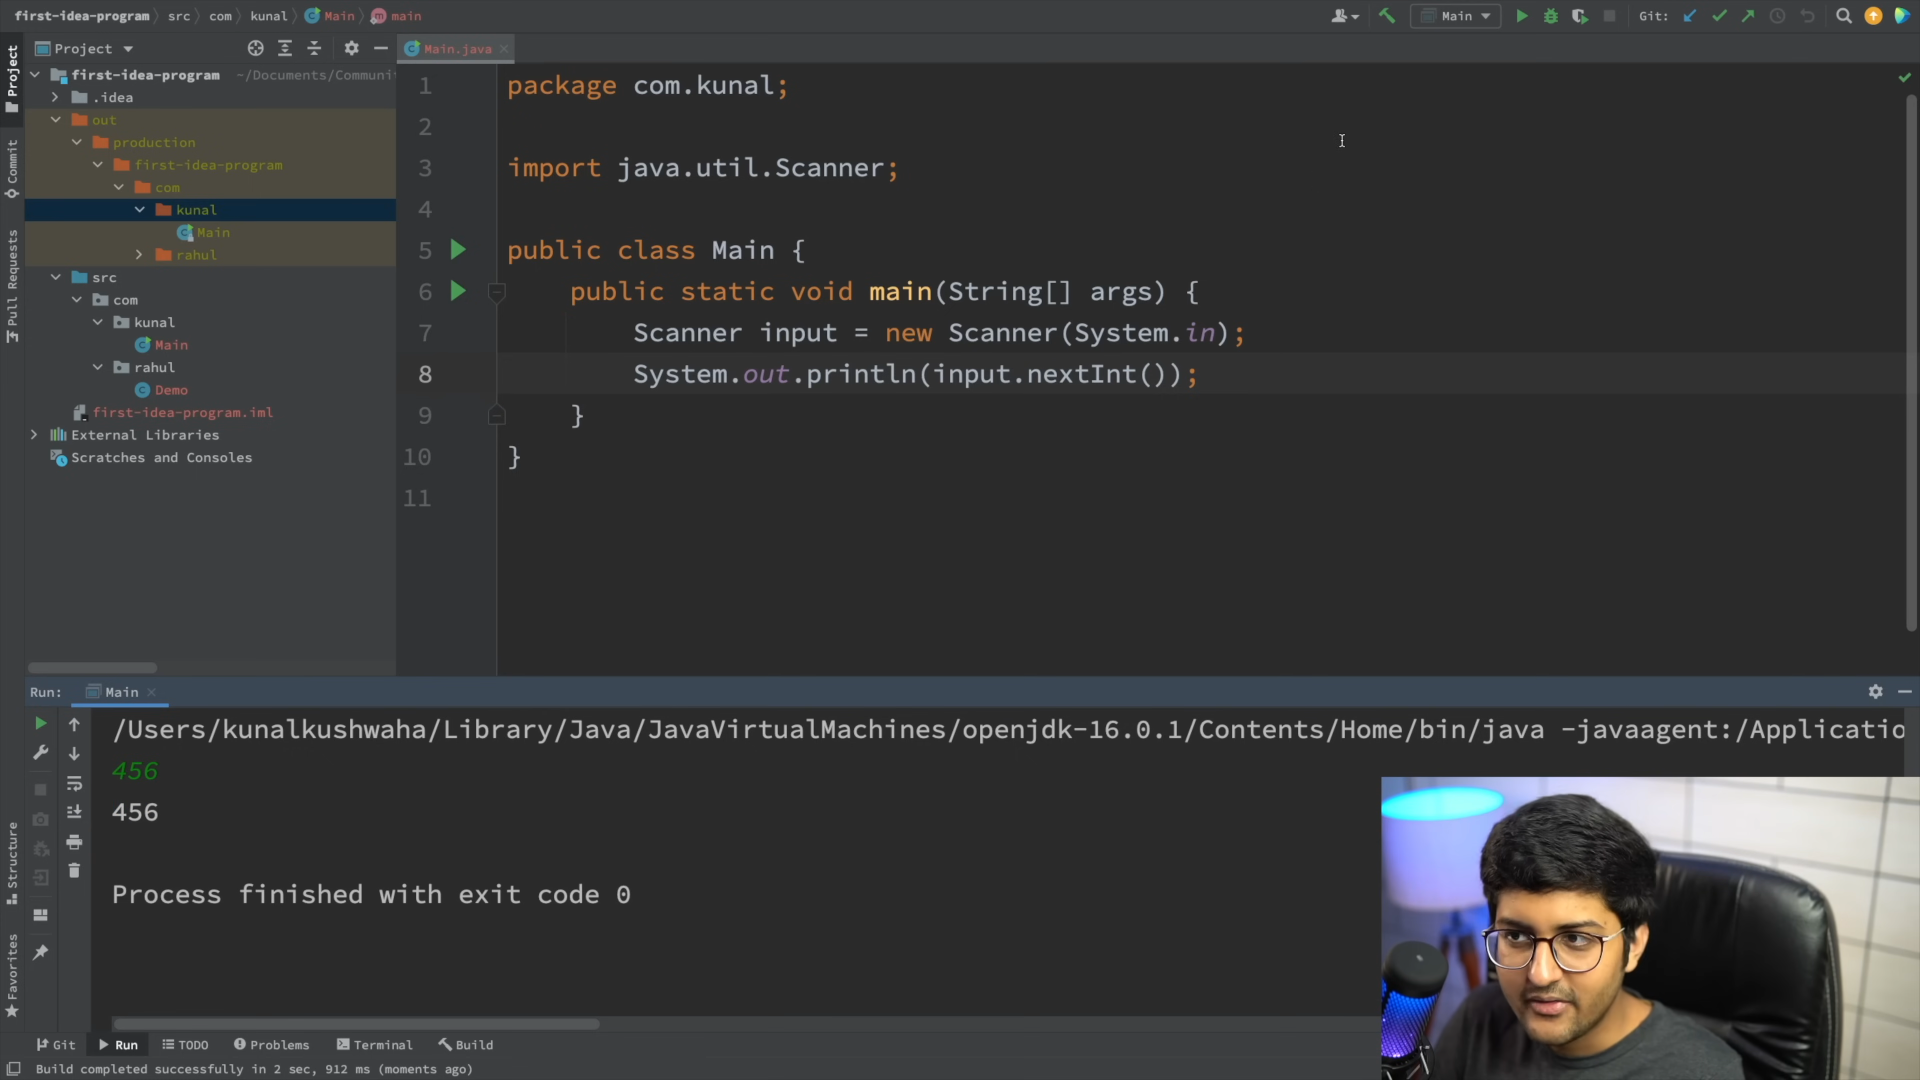 first-idea-program src com kunal Main main
Main Git:
Project
Main.java
Project
Commit
Pull Requests
Structure
Favorites
first-idea-program ~/Documents/Communi
.idea
out
production
first-idea-program
com
kunal
Main
rahul
src
com
kunal
Main
rahul
Demo
first-idea-program.iml
External Libraries
Scratches and Consoles
1 package com.kunal;
2
3 import java.util.Scanner;
4
5 public class Main {
6 public static void main(String[] args) {
7 Scanner input = new Scanner(System.in);
8 System.out.println(input.nextInt());
9 }
10 }
11
Run: Main
/Users/kunalkushwaha/Library/Java/JavaVirtualMachines/openjdk-16.0.1/Contents/Home/bin/java -javaagent:/Applicatio
456
456
Process finished with exit code 0
Git Run TODO Problems Terminal Build
Build completed successfully in 2 sec, 912 ms (moments ago)